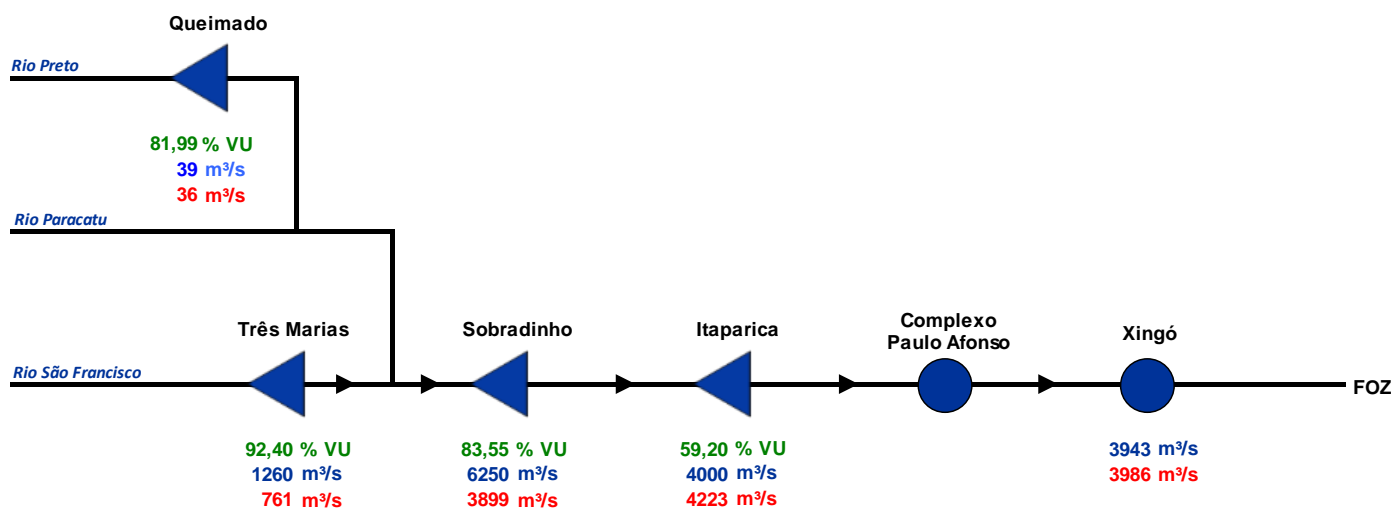 Queimado
Rio Preto
81,99 % VU
39 m³/s
36 m³/s
Rio Paracatu
Três Marias
Sobradinho
Itaparica
Complexo
Paulo Afonso
Xingó
Rio São Francisco
FOZ
92,40 % VU
1260 m³/s
761 m³/s
83,55 % VU
6250 m³/s
3899 m³/s
59,20 % VU
4000 m³/s
4223 m³/s
3943 m³/s
3986 m³/s